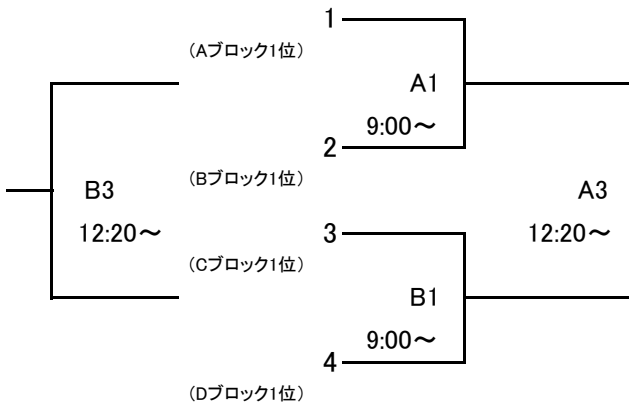 1
(Aブロック1位)
A1
9:00～
2
(Bブロック1位)
B3
A3
12:20～
3
12:20～
(Cブロック1位)
B1
9:00～
4
(Dブロック1位)